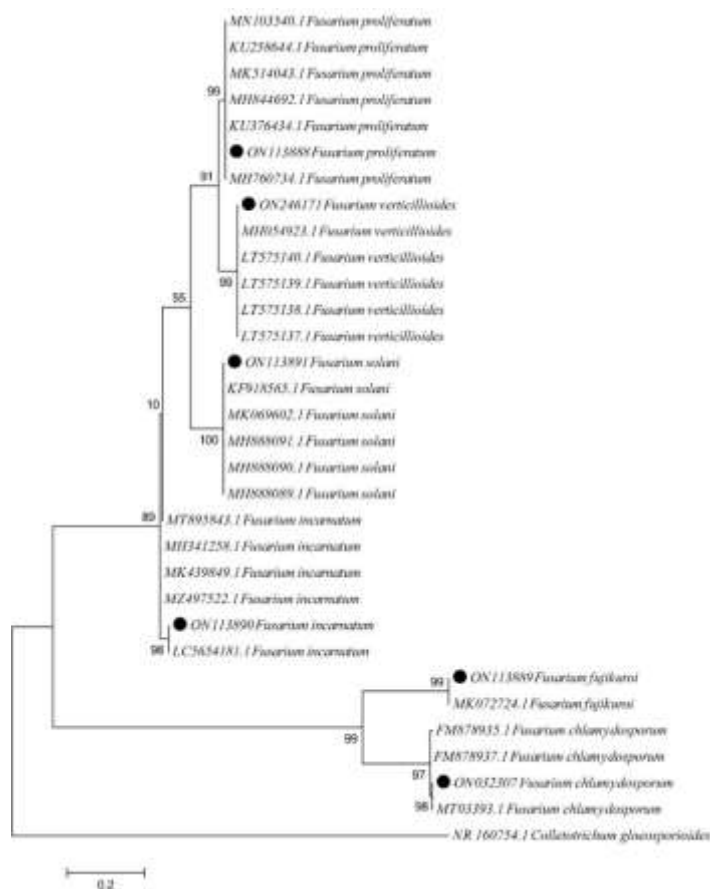 MN103540.1 Fusarium proliferatum
KU258644.1 Fusarium proliferatum
MK514043.1 Fusarium proliferatum
99
MH844692.1 Fusarium proliferatum
KU376434.1 Fusarium proliferatum
ON113888 Fusarium proliferatum
91
MH760734.1 Fusarium proliferatum
ON246171 Fusarium verticillioides
MH054923.1 Fusarium verticillioides
LT575140.1 Fusarium verticillioides
99
LT575139.1 Fusarium verticillioides
55
LT575138.1 Fusarium verticillioides
LT575137.1 Fusarium verticillioides
ON113891 Fusarium solani
KF918565.1 Fusarium solani
10
MK069602.1 Fusarium solani
100
MH888091.1 Fusarium solani
MH888090.1 Fusarium solani
MH888089.1 Fusarium solani
89
MT895843.1 Fusarium incarnatum
MH341258.1 Fusarium incarnatum
MK439849.1 Fusarium incarnatum
MZ497522.1 Fusarium incarnatum
ON113890 Fusarium incarnatum
98
LC5654181.1 Fusarium incarnatum
99
ON113889 Fusarium fujikuroi
MK072724.1 Fusarium fujikuroi
99
FM878935.1 Fusarium chlamydosporum
FM878937.1 Fusarium chlamydosporum
97
ON032307 Fusarium chlamydosporum
98
MT03393.1 Fusarium chlamydosporum
NR 160754.1 Colletotrichum gloeosporioides
0.2